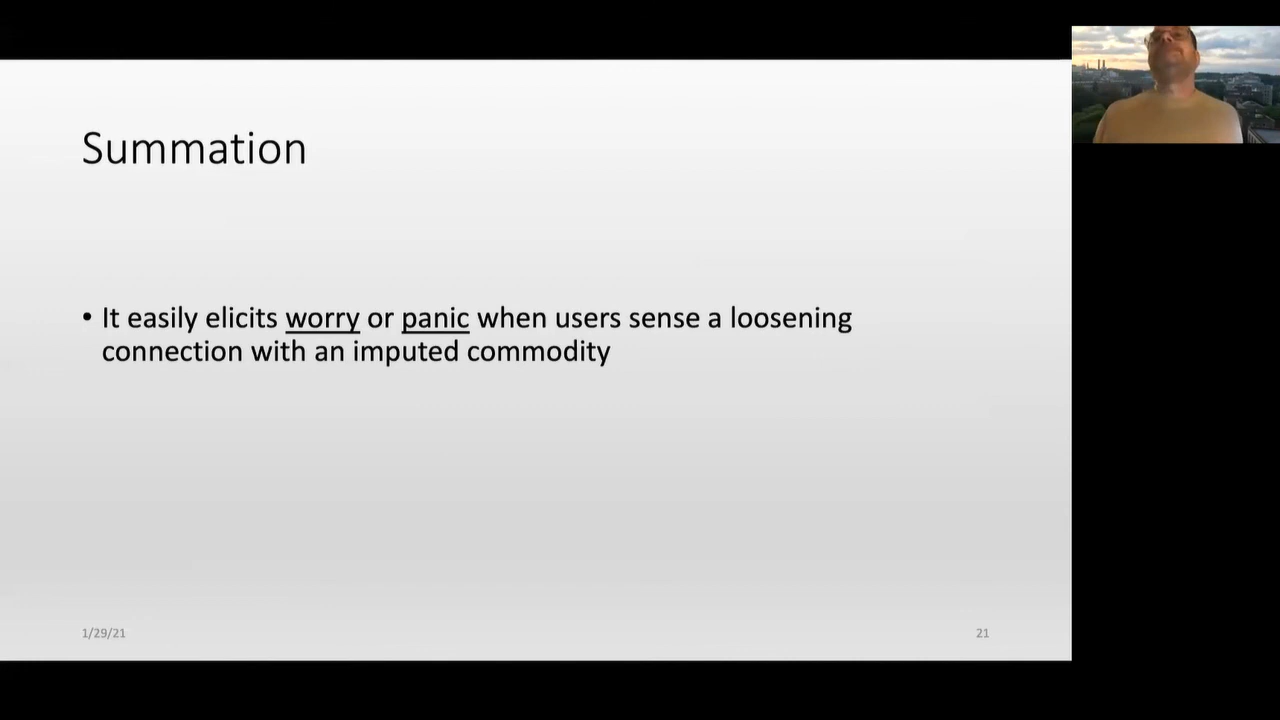 Summation
• It easily elicits worry or panic when users sense a loosening
connection with an imputed commodity
1/29/21
21